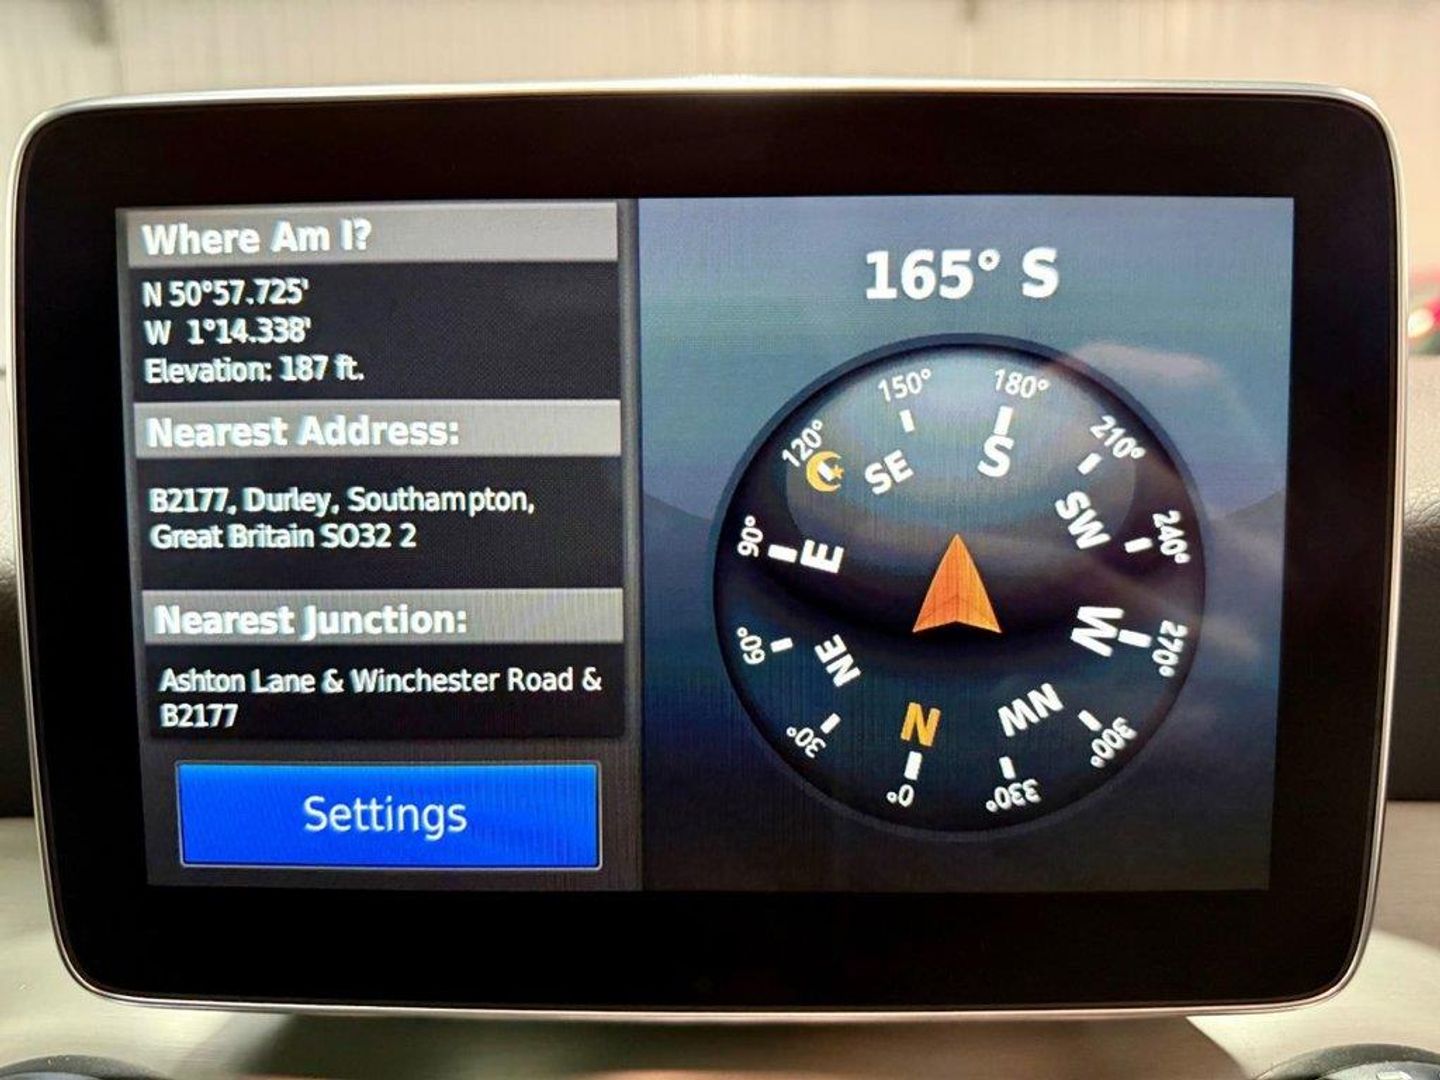 Where Am I?
N 50°57.725'
W 1°14.338'
Elevation: 187 ft.
Nearest Address:
B2177, Durley, Southampton,
Great Britain SO32 2
Nearest Junction:
Ashton Lane & Winchester Road &
B2177
Settings
165° S
150°
180°
120°
210°
SE
S
SW
90°
E
240°
60°
NE
W
270°
30°
N
NW
300°
0°
330°